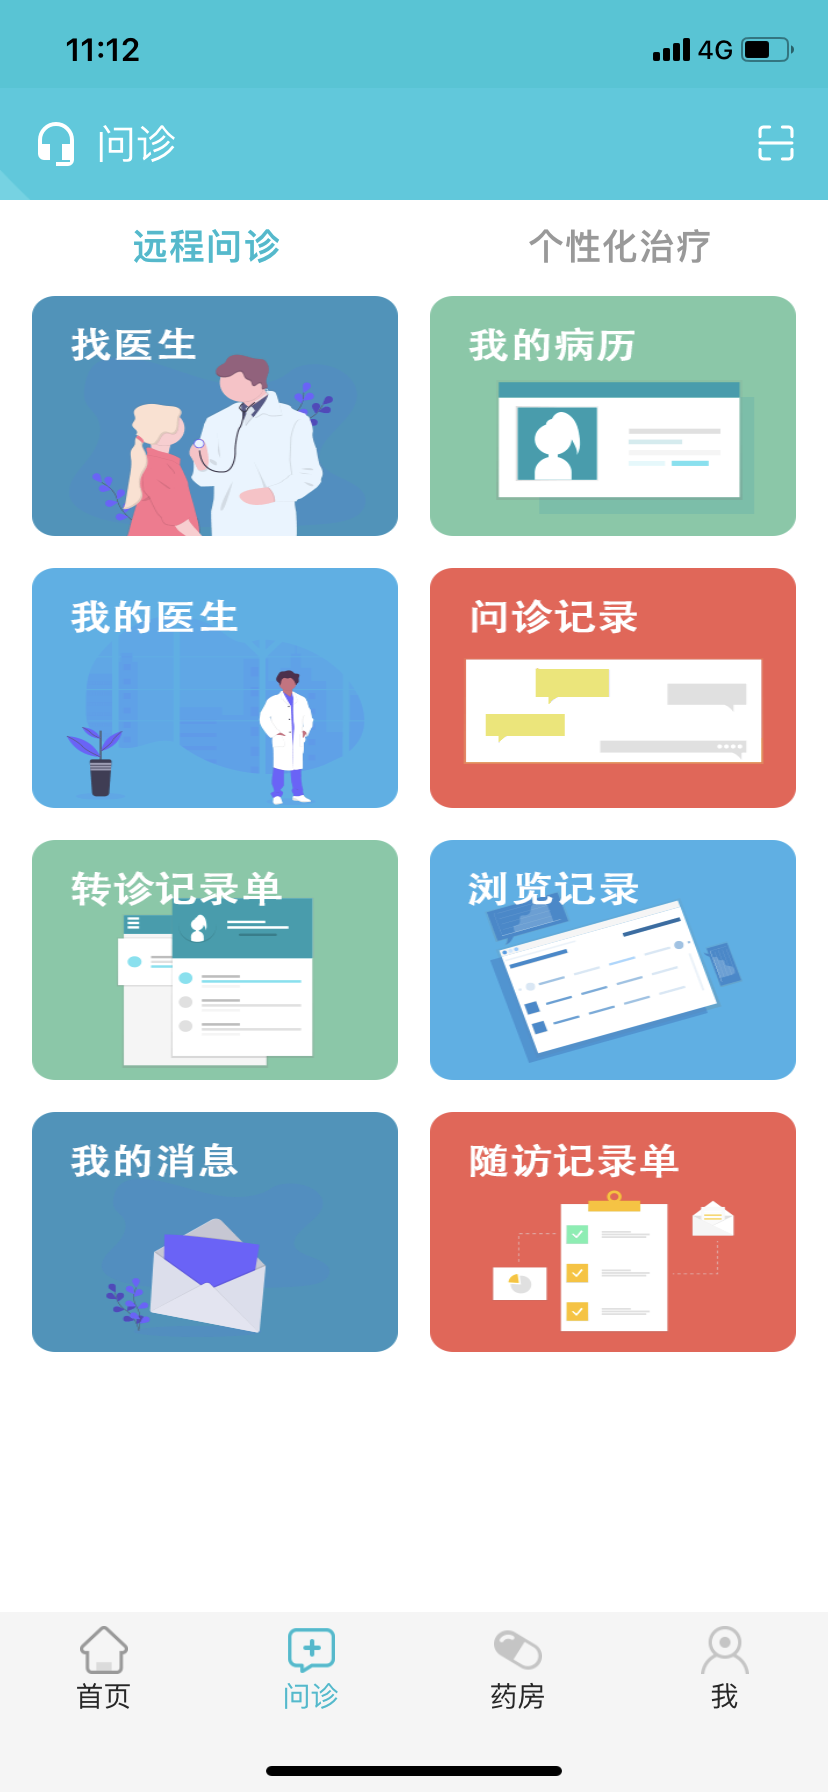 11:12
4G
问诊
远程问诊
个性化治疗
找医生
我的病历
我的医生
问诊记录
转诊记录单
浏览记录
我的消息
随访记录单
首页
问诊
药房
我